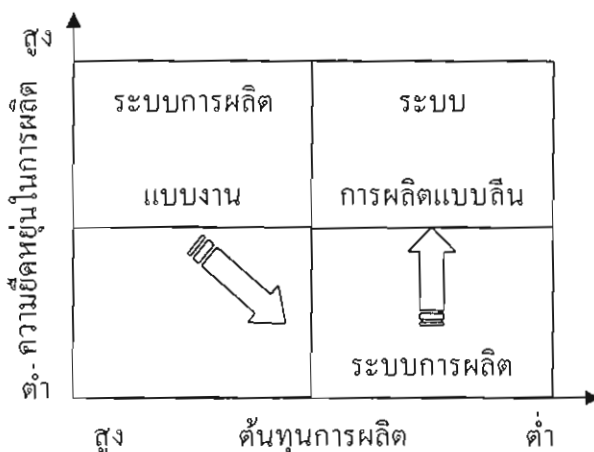 สูง
ความยืดหยุ่นในการผลิต
ต่ำ
ระบบการผลิต
แบบงาน
ระบบ
การผลิตแบบลีน
ระบบการผลิต
สูง ต้นทุนการผลิต ต่ำ